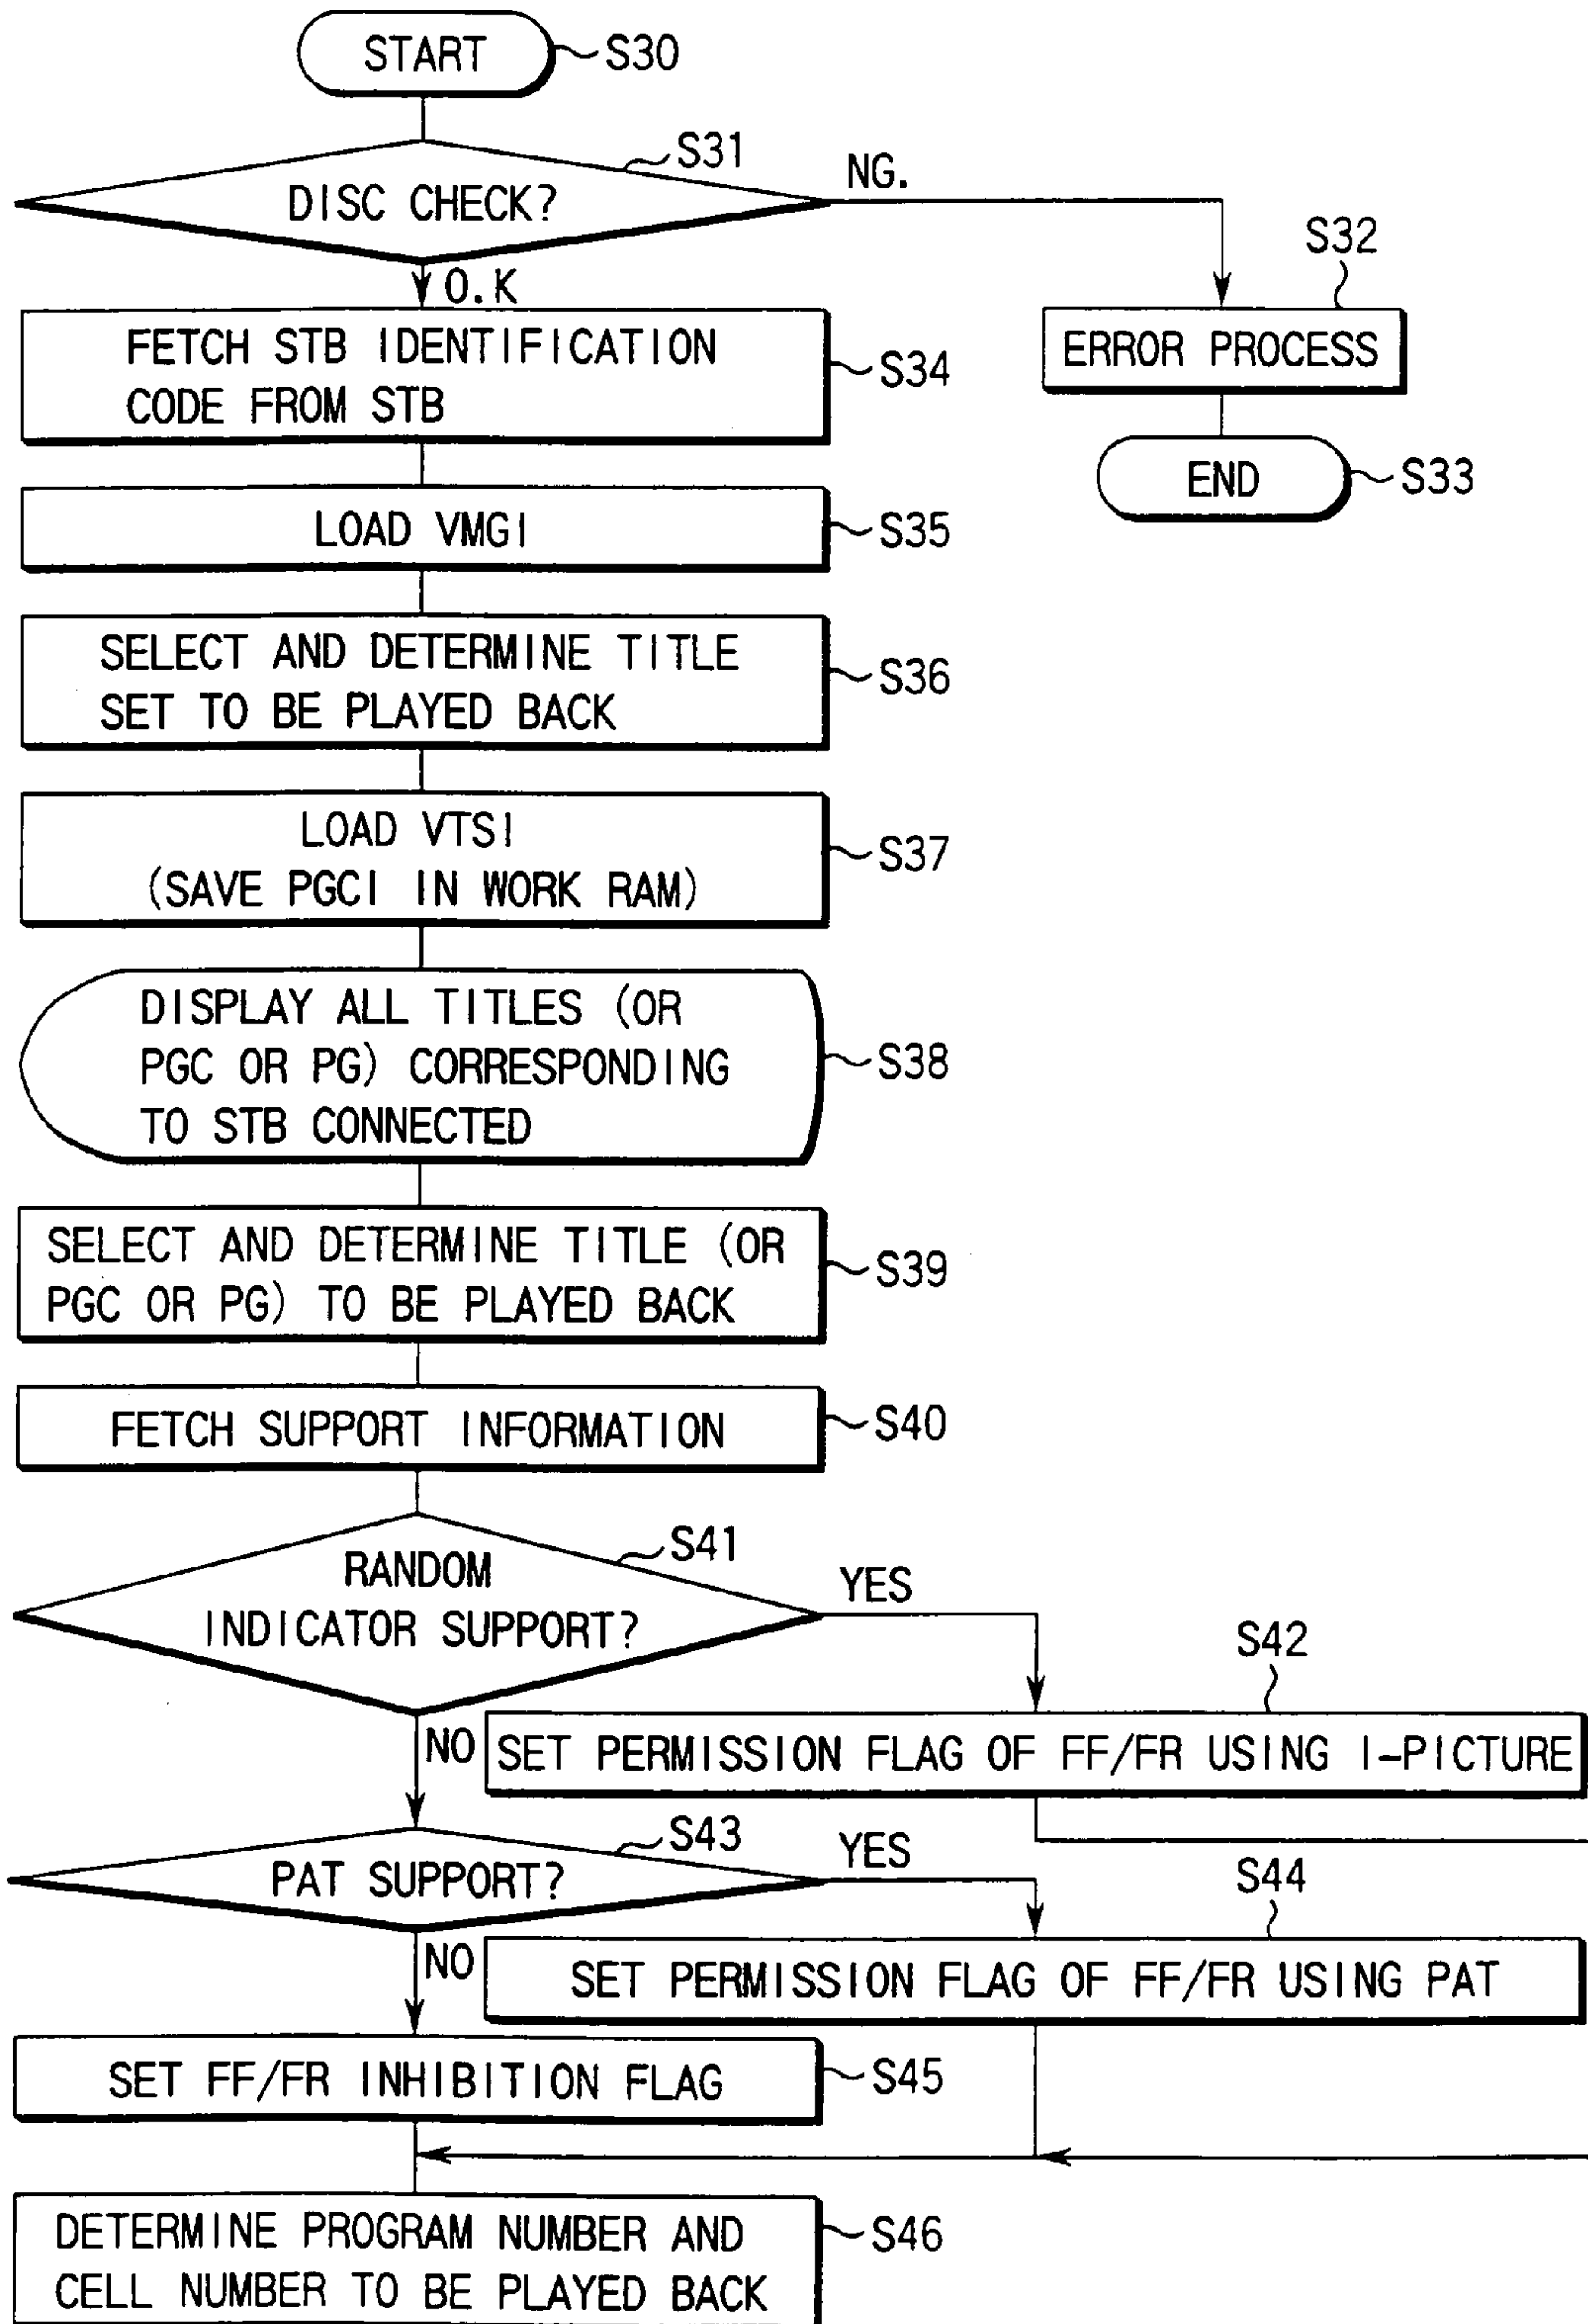 START
S30
S31
DISC CHECK?
NG.
O.K
S32
ERROR PROCESS
FETCH STB IDENTIFICATION
CODE FROM STB
S34
END
S33
LOAD VMGI
S35
SELECT AND DETERMINE TITLE
SET TO BE PLAYED BACK
S36
LOAD VTSI
(SAVE PGCI IN WORK RAM)
S37
DISPLAY ALL TITLES (OR
PGC OR PG) CORRESPONDING
TO STB CONNECTED
S38
SELECT AND DETERMINE TITLE (OR
PGC OR PG) TO BE PLAYED BACK
S39
FETCH SUPPORT INFORMATION
S40
S41
RANDOM
INDICATOR SUPPORT?
YES
S42
NO
SET PERMISSION FLAG OF FF/FR USING I-PICTURE
S43
PAT SUPPORT?
YES
S44
NO
SET PERMISSION FLAG OF FF/FR USING PAT
SET FF/FR INHIBITION FLAG
S45
DETERMINE PROGRAM NUMBER AND
CELL NUMBER TO BE PLAYED BACK
S46